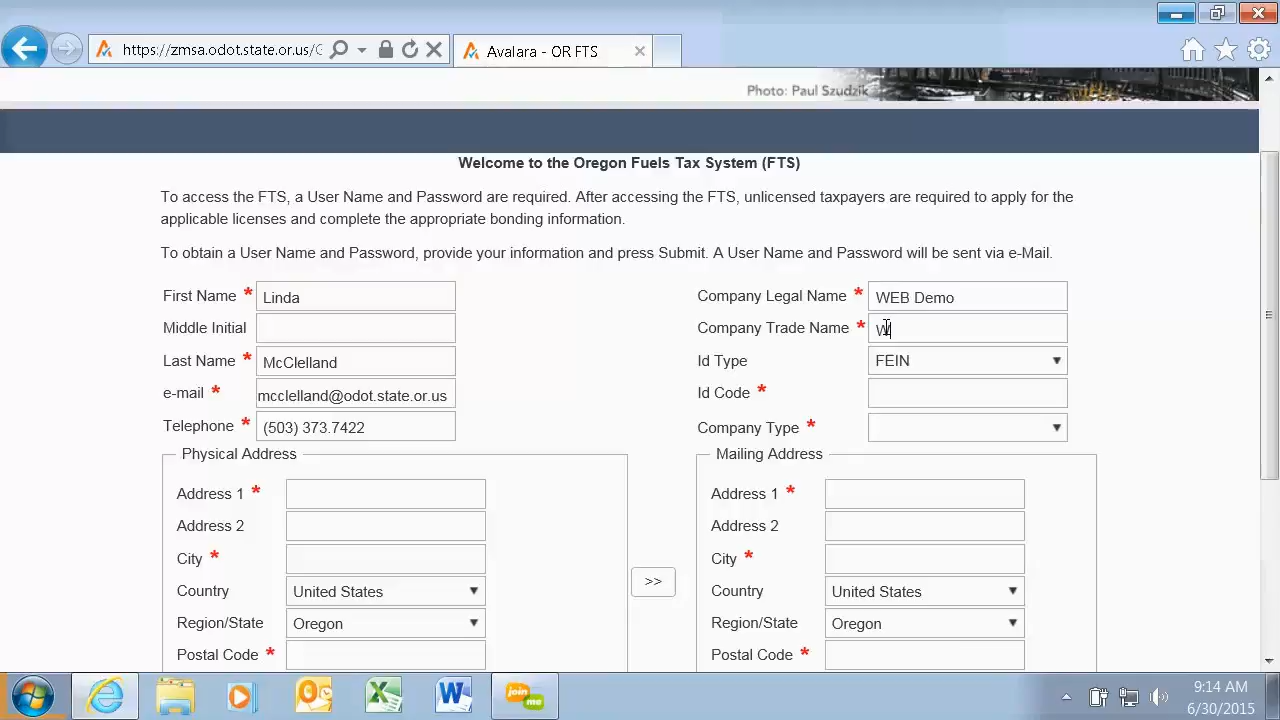 https://zmsa.odot.state.or.us/
Avalara - OR FTS
Photo: Paul Szudzik
Welcome to the Oregon Fuels Tax System (FTS)
To access the FTS, a User Name and Password are required. After accessing the FTS, unlicensed taxpayers are required to apply for the
applicable licenses and complete the appropriate bonding information.
To obtain a User Name and Password, provide your information and press Submit. A User Name and Password will be sent via e-Mail.
First Name * Linda
Company Legal Name * WEB Demo
Middle Initial
Company Trade Name * W
Last Name * McClelland
Id Type FEIN
e-mail * mcclelland@odot.state.or.us
Id Code *
Telephone * (503) 373.7422
Company Type *
Physical Address
Mailing Address
Address 1 *
Address 1 *
Address 2
Address 2
City *
City *
>>
Country United States
Country United States
Region/State Oregon
Region/State Oregon
Postal Code *
Postal Code *
join me
9:14 AM
6/30/2015